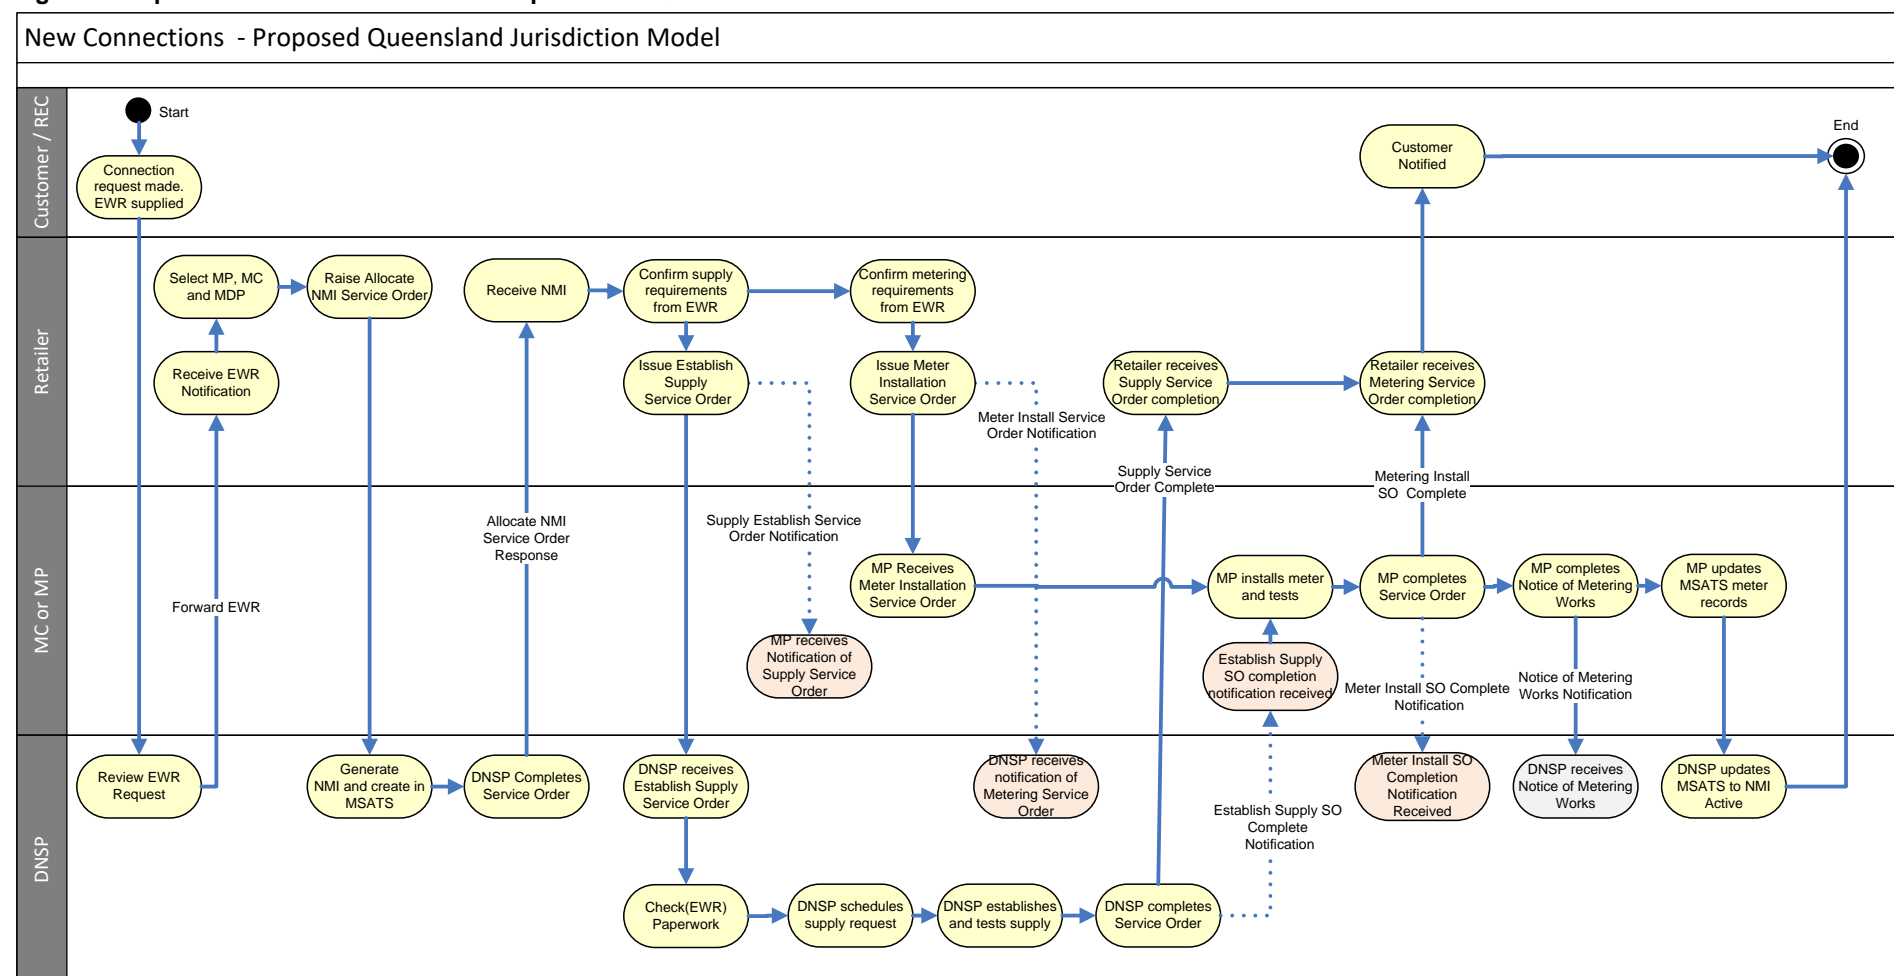 New Connections  - Proposed Queensland Jurisdiction Model
Customer / REC
Start
Connection
request made.
EWR supplied
Customer
Notified
End
Retailer
Select MP, MC
and MDP
Raise Allocate
NMI Service Order
Receive NMI
Confirm supply
requirements
from EWR
Confirm metering
requirements
from EWR
Receive EWR
Notification
Issue Establish
Supply
Service Order
Issue Meter
Installation
Service Order
Retailer receives
Supply Service
Order completion
Retailer receives
Metering Service
Order completion
Meter Install Service
Order Notification
Supply Service
Order Complete
Metering Install
SO  Complete
MC or MP
Allocate NMI
Service Order
Response
Supply Establish Service
Order Notification
Forward EWR
MP Receives
Meter Installation
Service Order
MP installs meter
and tests
MP completes
Service Order
MP completes
Notice of Metering
Works
MP updates
MSATS meter
records
MP receives
Notification of
Supply Service
Order
Establish Supply
SO completion
notification received
Meter Install SO Complete
Notification
Notice of Metering
Works Notification
DNSP
Review EWR
Request
Generate
NMI and create in
MSATS
DNSP Completes
Service Order
DNSP receives
Establish Supply
Service Order
DNSP receives
notification of
Metering Service
Order
Meter Install SO
Completion
Notification
Received
DNSP receives
Notice of Metering
Works
DNSP updates
MSATS to NMI
Active
Establish Supply SO
Complete
Notification
Check(EWR)
Paperwork
DNSP schedules
supply request
DNSP establishes
and tests supply
DNSP completes
Service Order